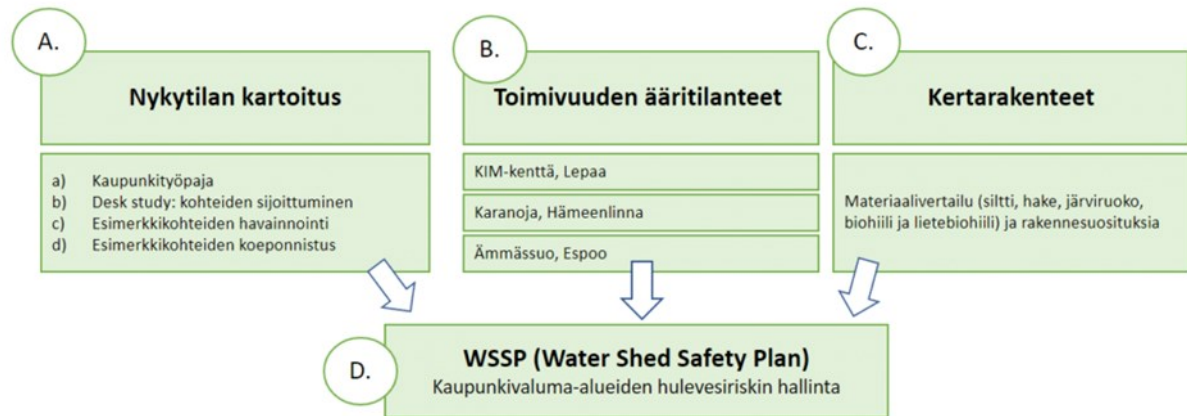 A.
Nykytilan kartoitus
a) Kaupunkityöpaja
b) Desk study: kohteiden sijoittuminen
c) Esimerkkikohteiden havainnointi
d) Esimerkkikohteiden koeponnistus
B.
Toimivuuden ääritilanteet
KIM-kenttä, Lepaa
Karanoja, Hämeenlinna
Ämmässuo, Espoo
C.
Kertarakenteet
Materiaalivertailu (siltti, hake, järviruoko,
biohiili ja lietebiohiili) ja rakennesuosituksia
D.
WSSP (Water Shed Safety Plan)
Kaupunkivaluma-alueiden hulevesiriskin hallinta